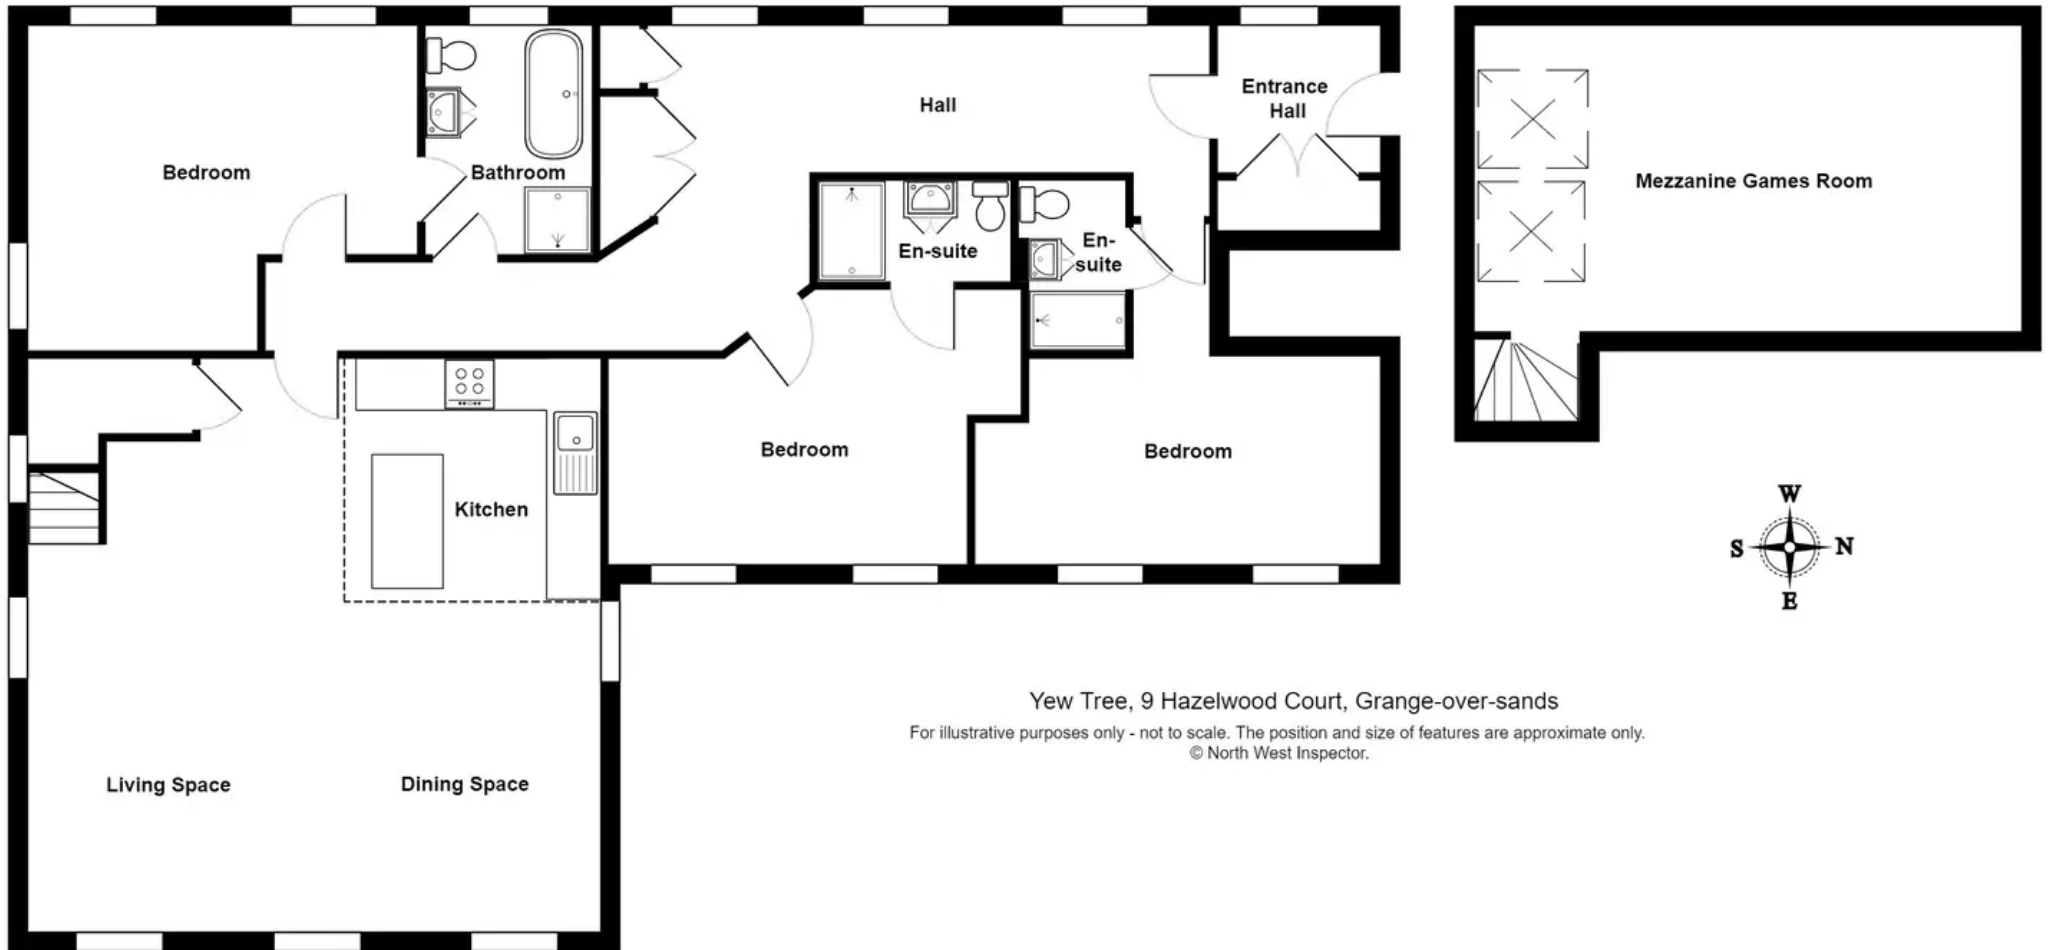 Bedroom
Bathroom
Hall
Entrance
Hall
En-suite
En-
suite
Mezzanine Games Room
Kitchen
Bedroom
Bedroom
Living Space
Dining Space
W
S
N
E
Yew Tree, 9 Hazelwood Court, Grange-over-sands
For illustrative purposes only - not to scale. The position and size of features are approximate only.
© North West Inspector.